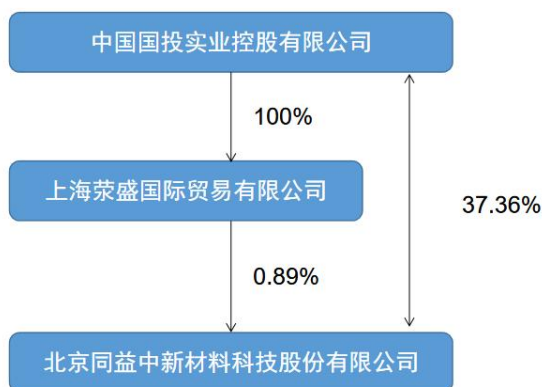 中国国投实业控股有限公司
100%
上海荥盛国际贸易有限公司
37.36%
0.89%
北京同益中新材料科技股份有限公司